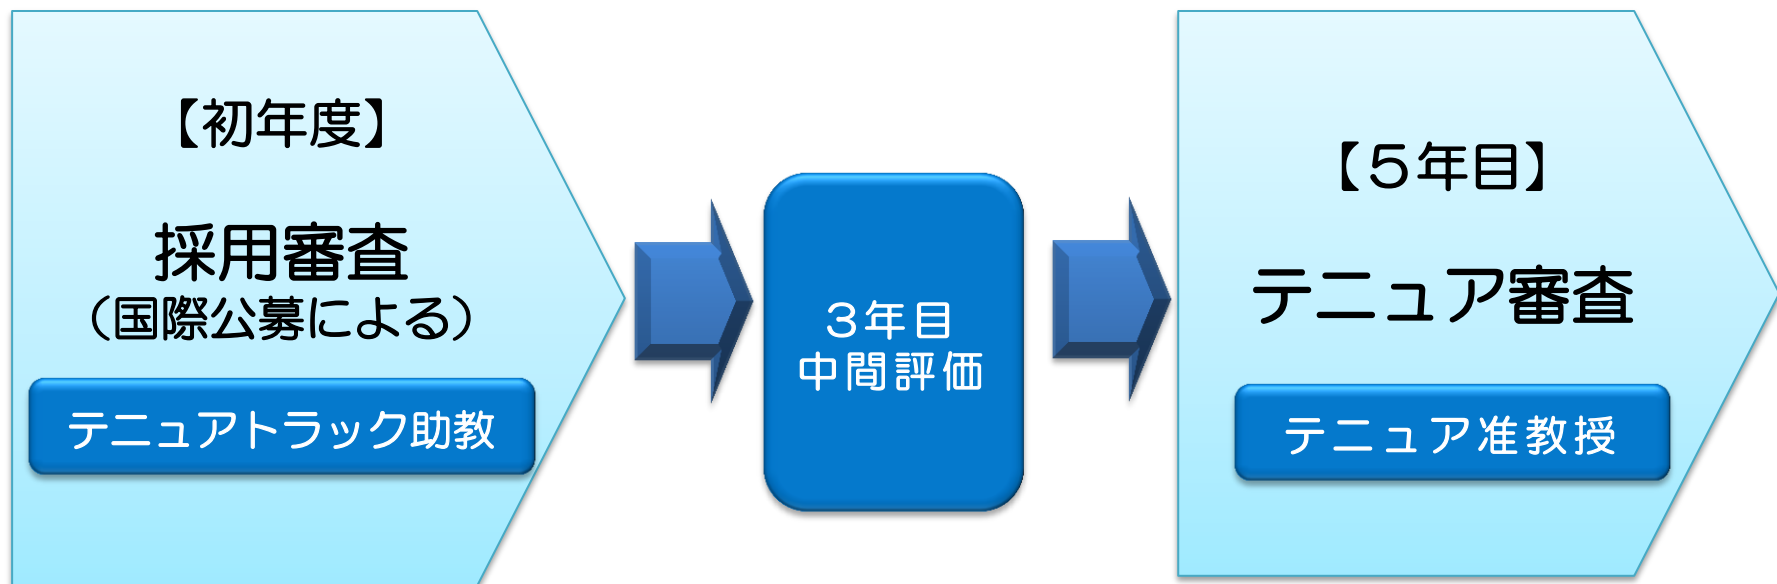 【初年度】
採用審査
（国際公募による）
テニュアトラック助教
３年目
中間評価
【５年目】
テニュア審査
テニュア准教授